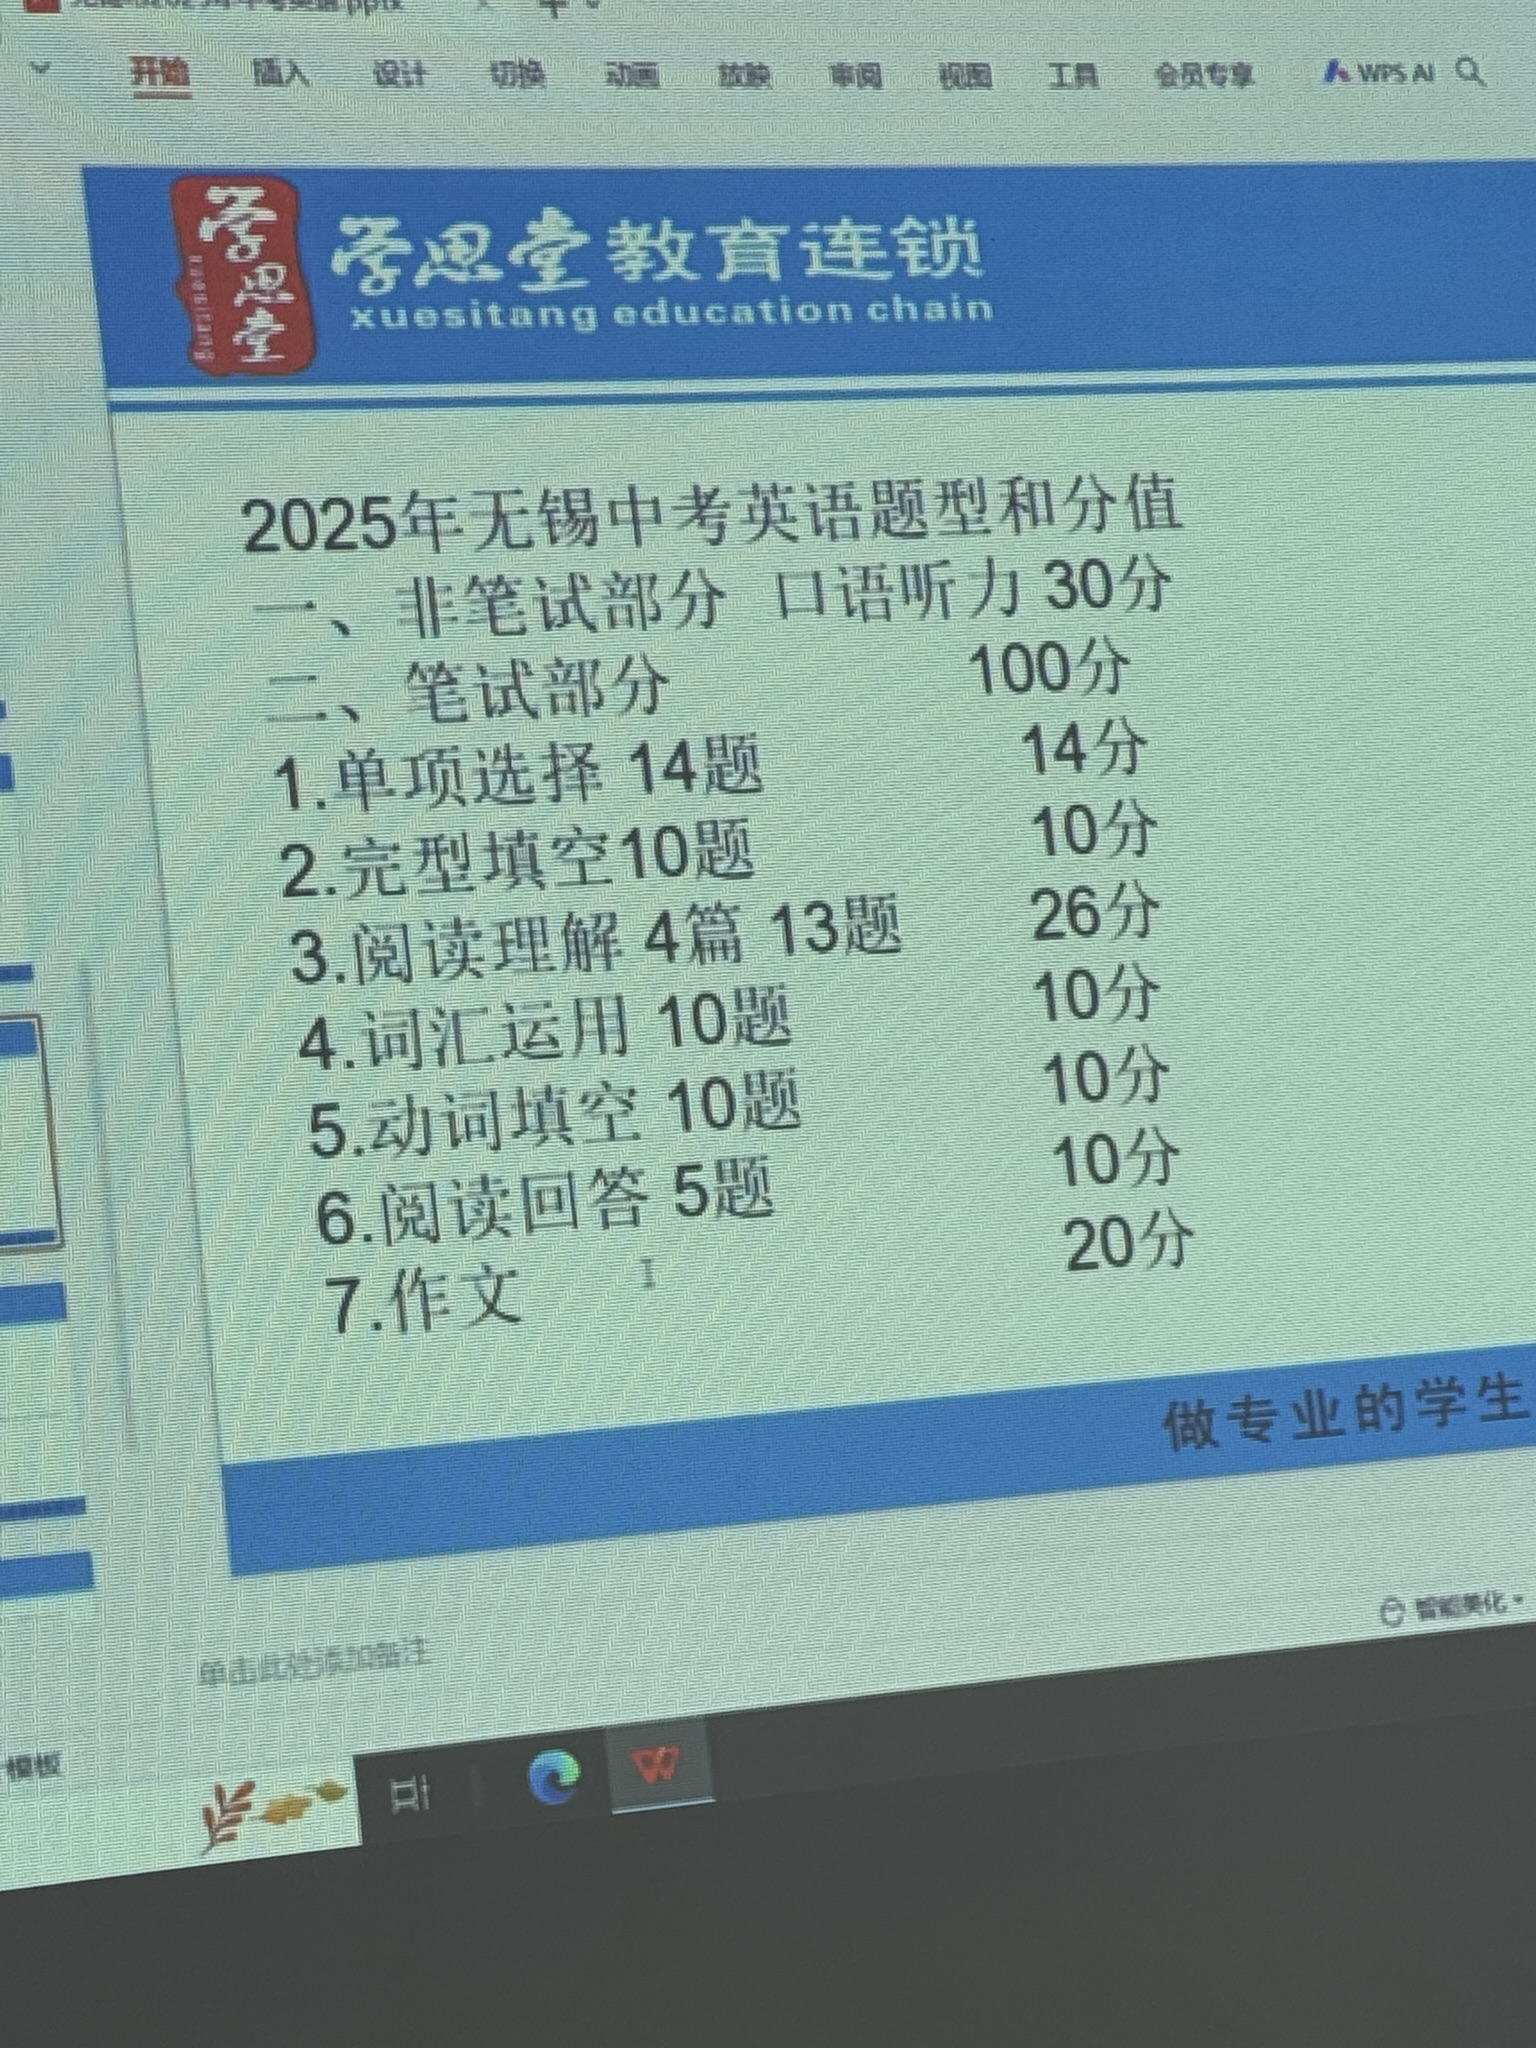 开始 插入 设计 切换 动画 放映 审阅 视图 工具 会员专享 WPS AI
学思堂
xuesitang
学思堂教育连锁
xuesitang education chain
2025年无锡中考英语题型和分值
一、非笔试部分 口语听力 30分
二、笔试部分 100分
1.单项选择 14题 14分
2.完型填空10题 10分
3.阅读理解 4篇 13题 26分
4.词汇运用 10题 10分
5.动词填空 10题 10分
6.阅读回答 5题 10分
7.作文 20分
做专业的学生
智能美化
单击此处添加备注
模板